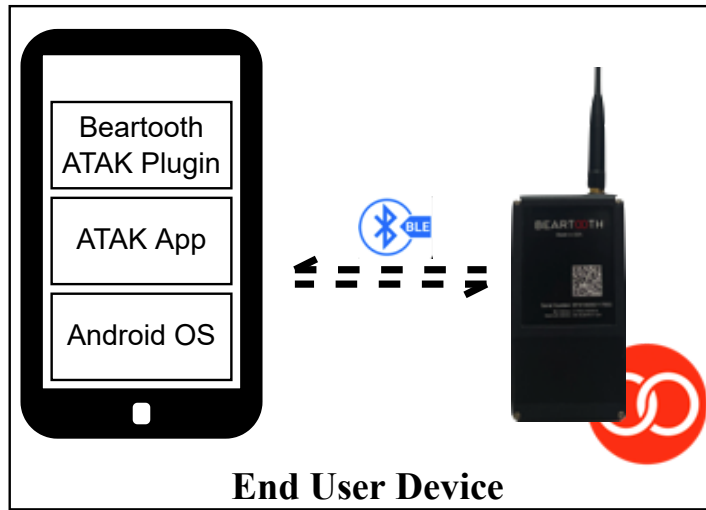 Beartooth
ATAK Plugin
ATAK App
Android OS
BLE
BEARTOOTH
End User Device